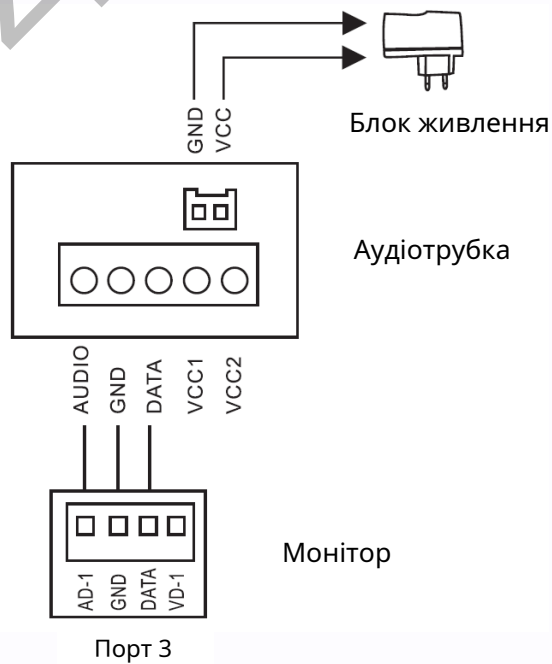 GND
VCC
Блок живлення
Аудіотрубка
AUDIO
GND
DATA
VCC1
VCC2
Монітор
AD-1
GND
DATA
VD-1
Порт 3